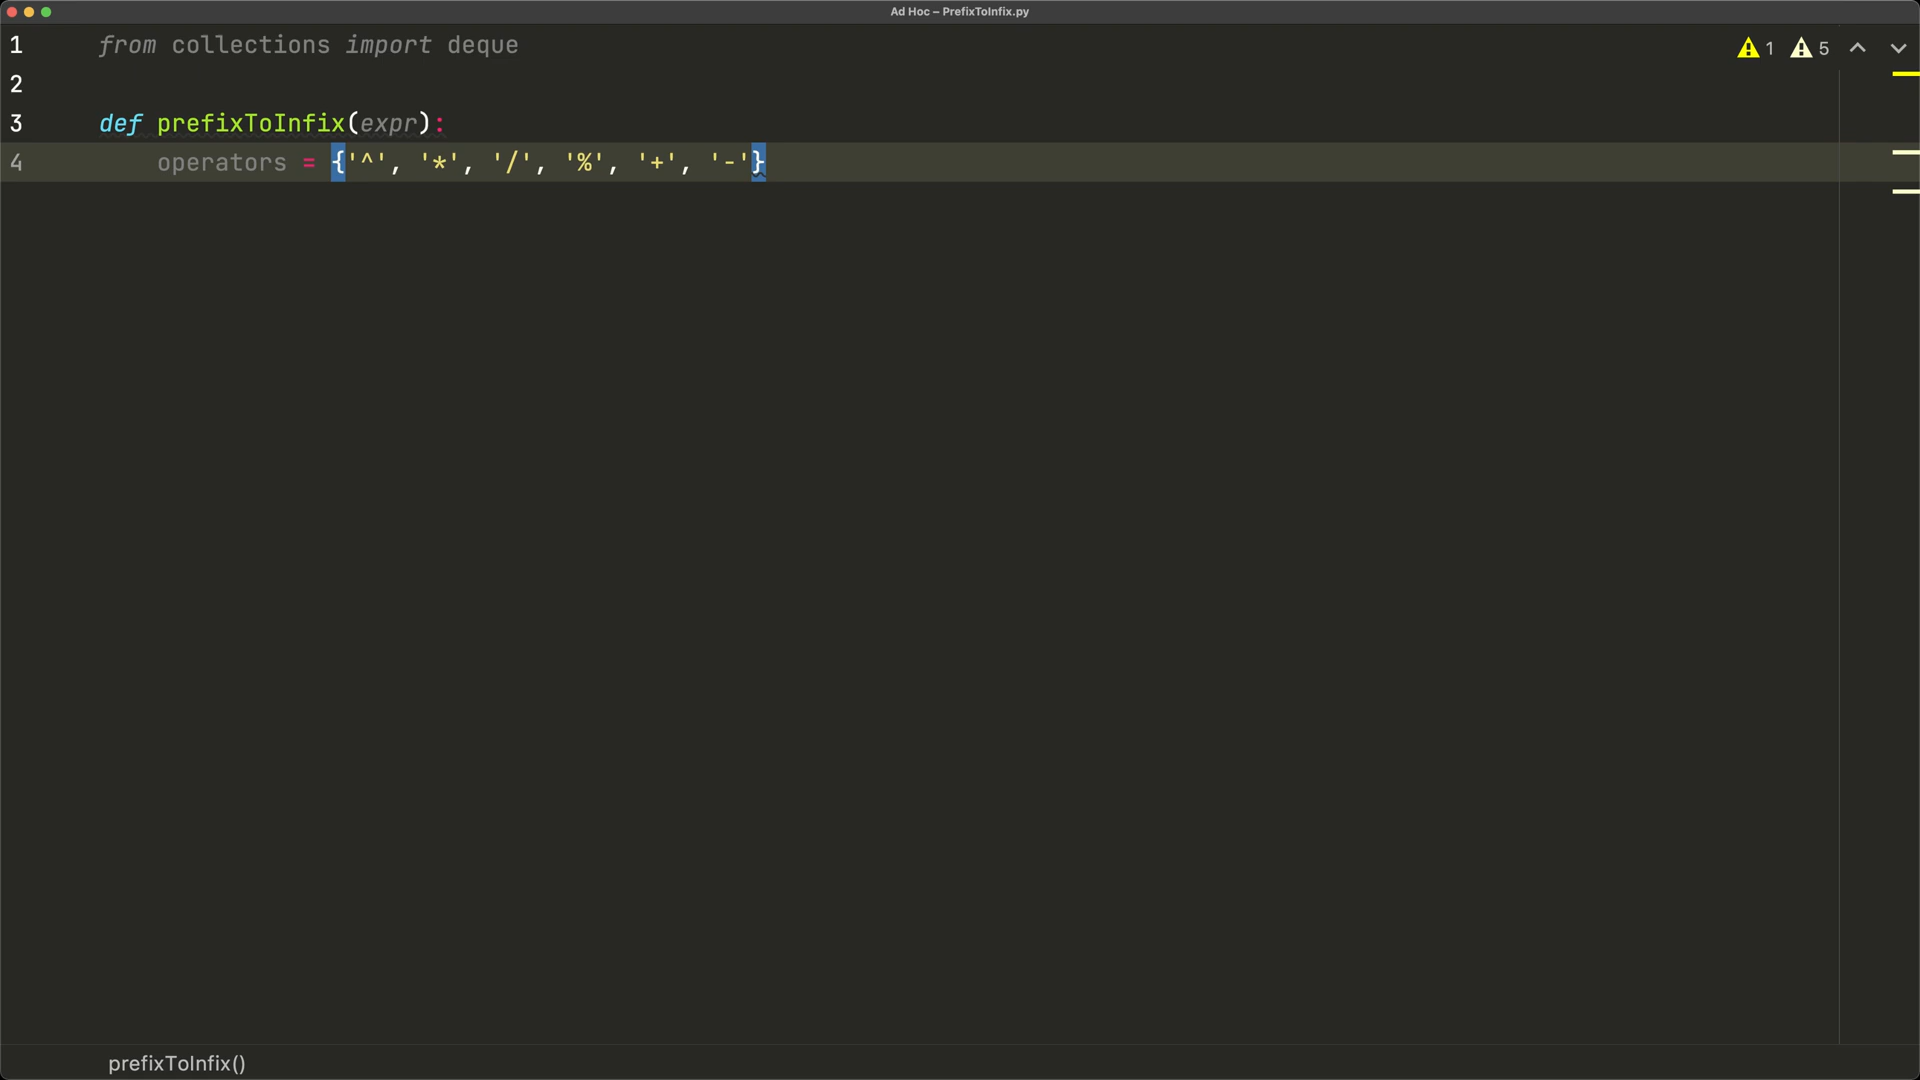 Ad Hoc – PrefixToInfix.py
1 from collections import deque
1 5
2
3 def prefixToInfix(expr):
4 operators = {'^', '*', '/', '%', '+', '-'}
prefixToInfix()